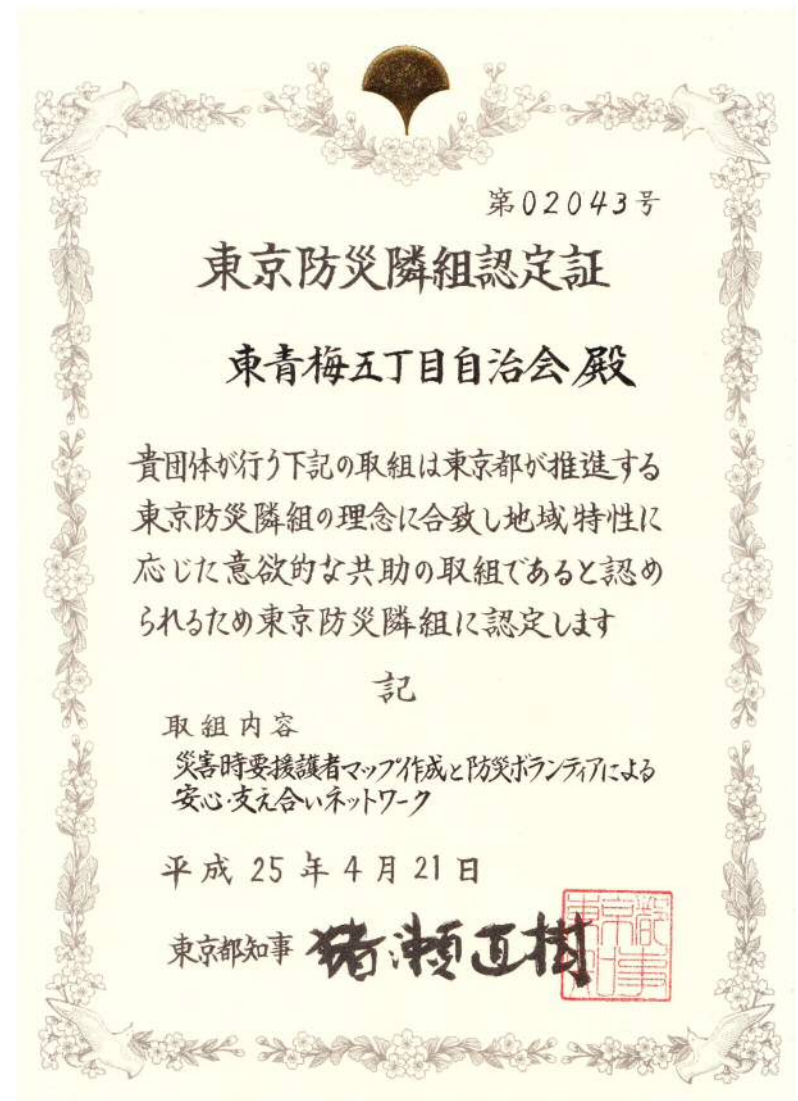 第02043号
東京防災隣組認定証
東青梅五丁目自治会殿
貴団体が行う下記の取組は東京都が推進する
東京防災隣組の理念に合致し地域特性に
応じた意欲的な共助の取組であると認め
られるため東京防災隣組に認定します
記
取組内容
災害時要援護者マップ作成と防災ボランティアによる
安心・支え合いネットワーク
平成25年4月21日
東京都知事 猪瀬直樹
東京都知事